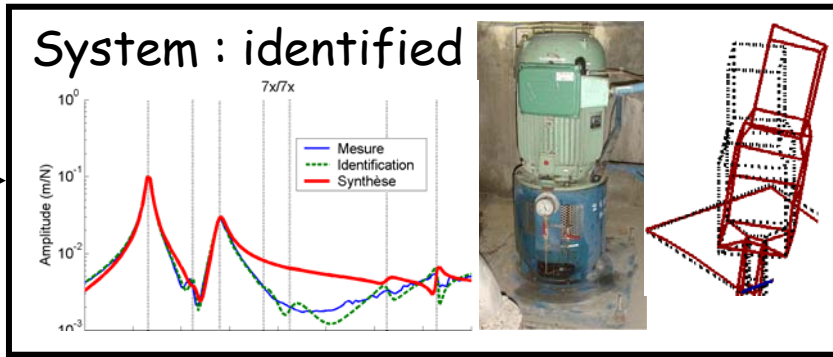 System : identified
7x/7x
10^0
10^-1
10^-2
10^-3
Amplitude (m/N)
Mesure
Identification
Synthèse